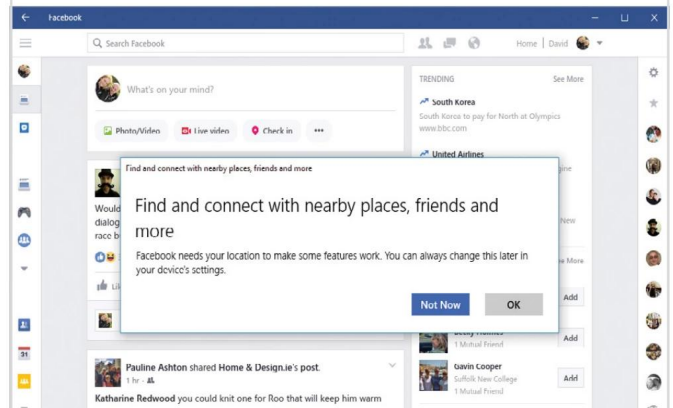 Facebook
Search Facebook
Home | David
What's on your mind?
Photo/Video
Live video
Check in
TRENDING
See More
South Korea
South Korea to pay for North at Olympics
www.bbc.com
United Airlines
Find and connect with nearby places, friends and more
Find and connect with nearby places, friends and
more
Facebook needs your location to make some features work. You can always change this later in
your device's settings.
Not Now
OK
Would
dialog
race b
New
Add
Add
1 Mutual Friend
31
Pauline Ashton shared Home & Design.ie's post.
1 hr
Katharine Redwood you could knit one for Roo that will keep him warm
Gavin Cooper
Suffolk New College
1 Mutual Friend
Add